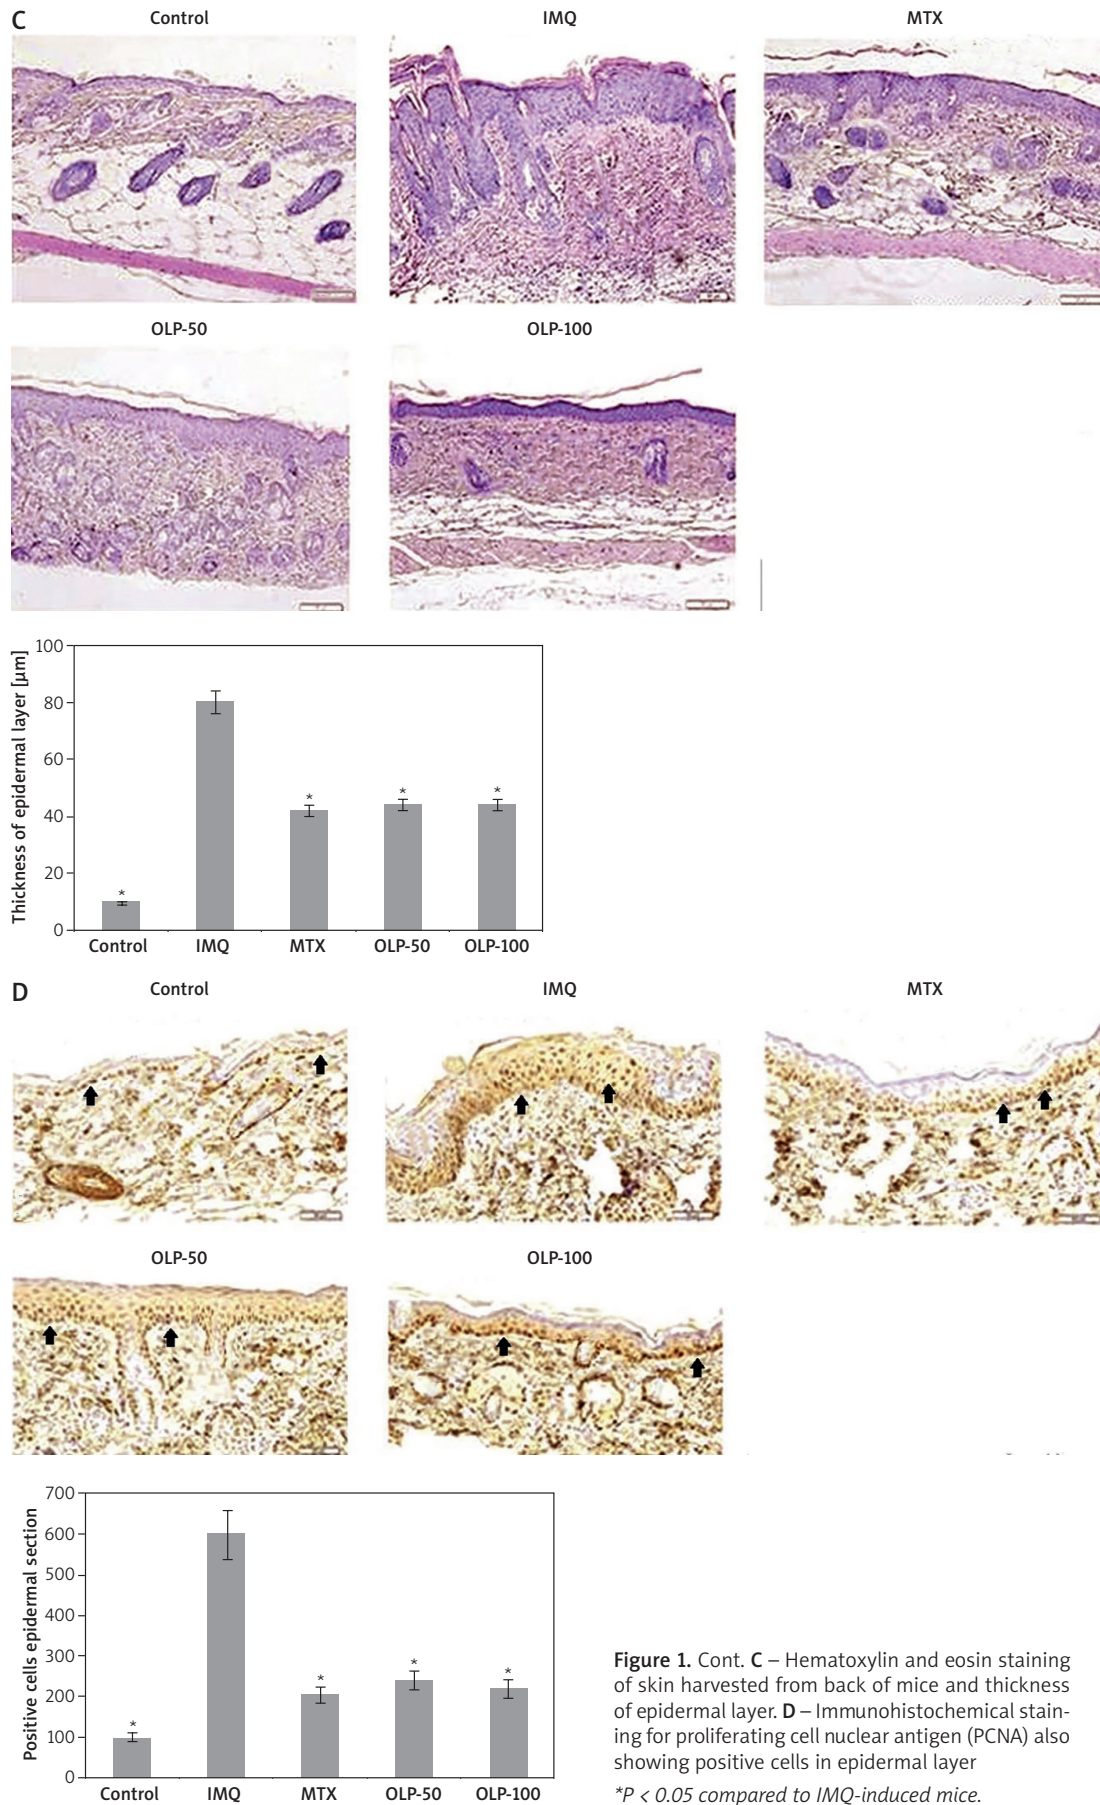 C
Control
IMQ
MTX
OLP-50
OLP-100
Thickness of epidermal layer [µm]
100
80
60
40
20
0
*
*
*
*
Control
IMQ
MTX
OLP-50
OLP-100
D
Control
IMQ
MTX
OLP-50
OLP-100
Positive cells epidermal section
700
600
500
400
300
200
100
0
*
*
*
*
Control
IMQ
MTX
OLP-50
OLP-100
Figure 1. Cont. C – Hematoxylin and eosin staining
of skin harvested from back of mice and thickness
of epidermal layer. D – Immunohistochemical stain-
ing for proliferating cell nuclear antigen (PCNA) also
showing positive cells in epidermal layer
*P < 0.05 compared to IMQ-induced mice.